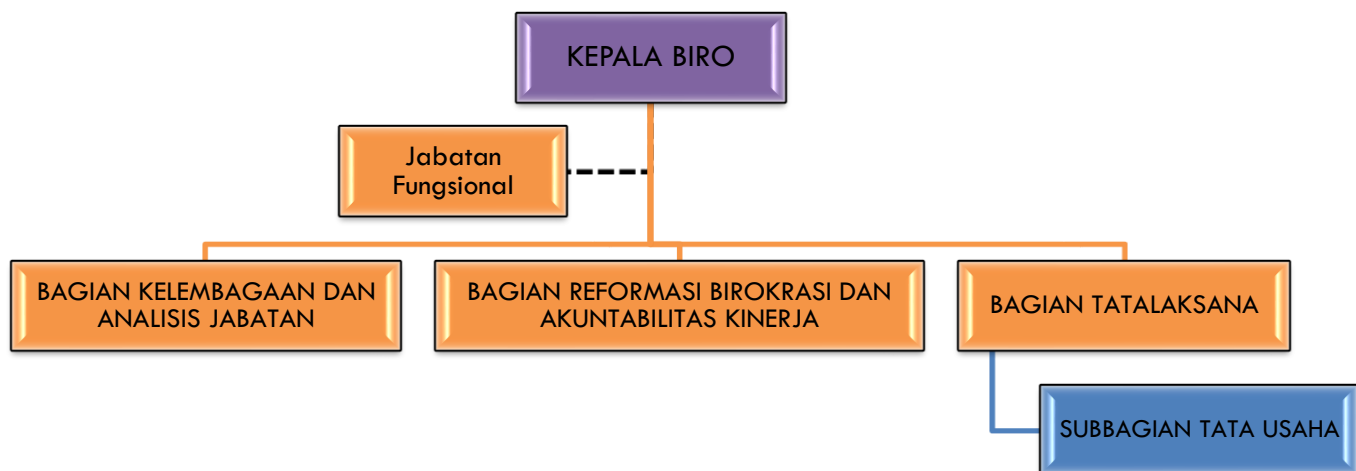 KEPALA BIRO
Jabatan
Fungsional
BAGIAN KELEMBAGAAN DAN
ANALISIS JABATAN
BAGIAN REFORMASI BIROKRASI DAN
AKUNTABILITAS KINERJA
BAGIAN TATALAKSANA
SUBBAGIAN TATA USAHA